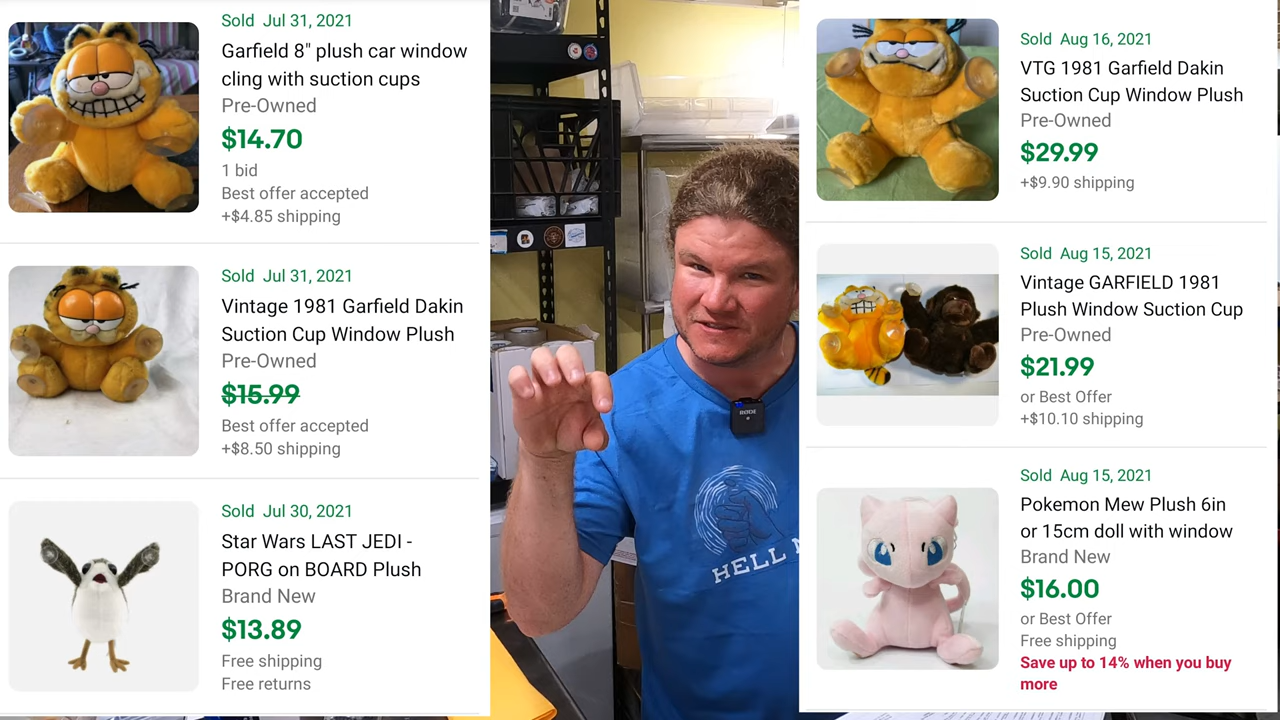 Sold Jul 31, 2021
Garfield 8" plush car window
cling with suction cups
Pre-Owned
$14.70
1 bid
Best offer accepted
+$4.85 shipping
Sold Jul 31, 2021
Vintage 1981 Garfield Dakin
Suction Cup Window Plush
Pre-Owned
$15.99
Best offer accepted
+$8.50 shipping
Sold Jul 30, 2021
Star Wars LAST JEDI -
PORG on BOARD Plush
Brand New
$13.89
Free shipping
Free returns
RØDE
HELL
Sold Aug 16, 2021
VTG 1981 Garfield Dakin
Suction Cup Window Plush
Pre-Owned
$29.99
+$9.90 shipping
Sold Aug 15, 2021
Vintage GARFIELD 1981
Plush Window Suction Cup
Pre-Owned
$21.99
or Best Offer
+$10.10 shipping
Sold Aug 15, 2021
Pokemon Mew Plush 6in
or 15cm doll with window
Brand New
$16.00
or Best Offer
Free shipping
Save up to 14% when you buy
more